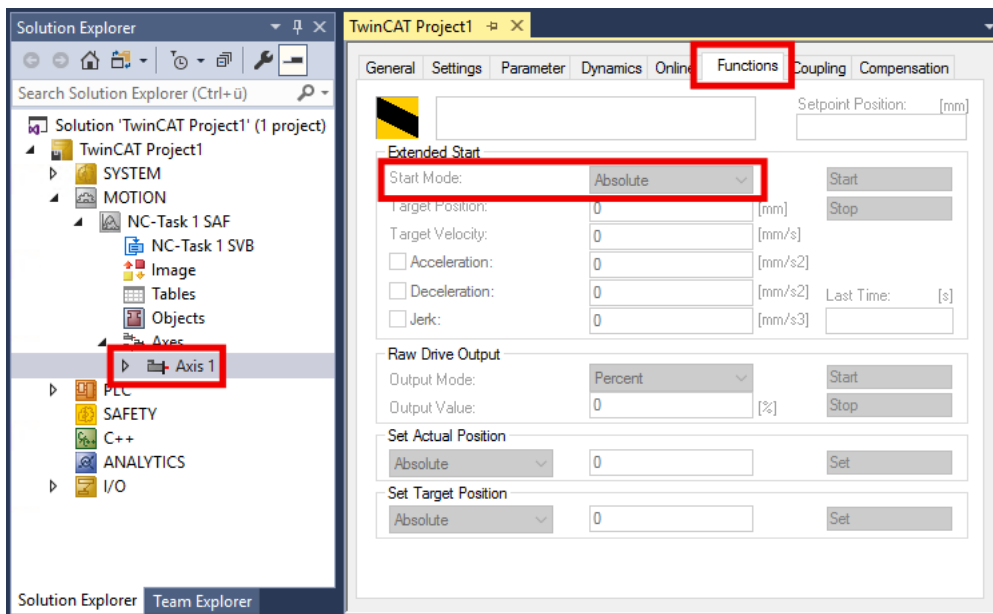 Solution Explorer
Search Solution Explorer (Ctrl+ü)
Solution 'TwinCAT Project1' (1 project)
TwinCAT Project1
SYSTEM
MOTION
NC-Task 1 SAF
NC-Task 1 SVB
Image
Tables
Objects
Axes
Axis 1
PLC
SAFETY
C++
ANALYTICS
I/O
Solution Explorer Team Explorer
TwinCAT Project1
General Settings Parameter Dynamics Online Functions Coupling Compensation
Setpoint Position: [mm]
Extended Start
Start Mode: Absolute Start
Target Position: 0 [mm] Stop
Target Velocity: 0 [mm/s]
Acceleration: 0 [mm/s2]
Deceleration: 0 [mm/s2] Last Time: [s]
Jerk: 0 [mm/s3]
Raw Drive Output
Output Mode: Percent Start
Output Value: 0 [%] Stop
Set Actual Position
Absolute 0 Set
Set Target Position
Absolute 0 Set